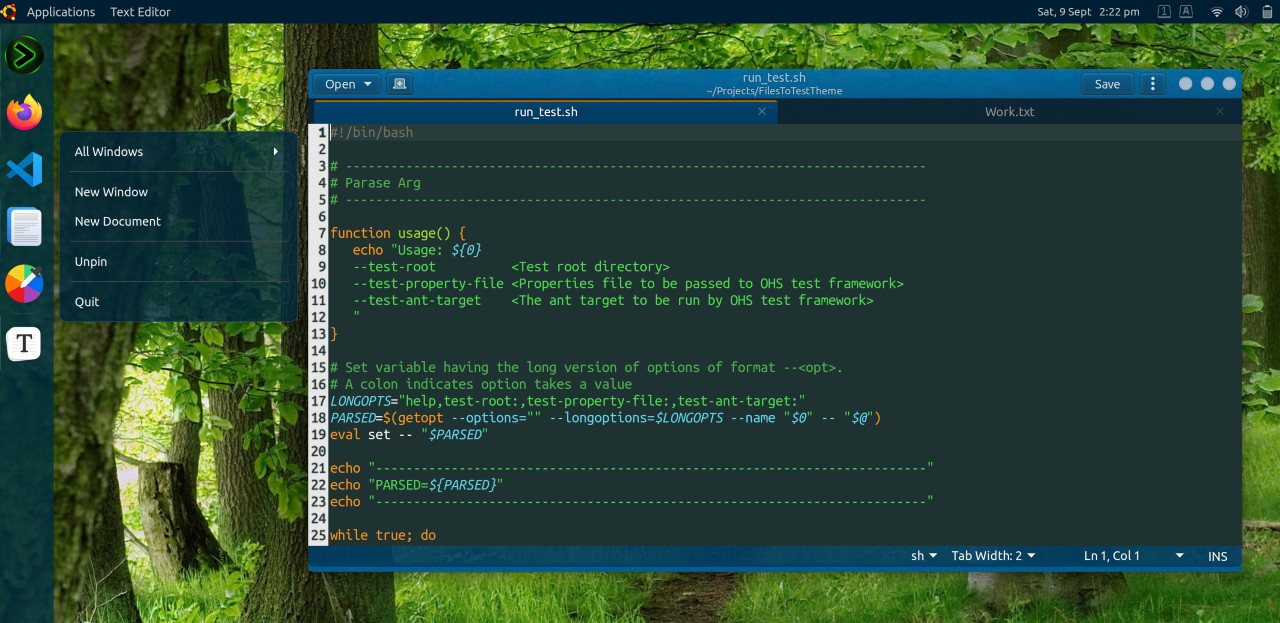 Applications Text Editor Sat, 9 Sept 2:22 pm 1 A
All Windows
New Window
New Document
Unpin
Quit
T
Open run_test.sh Save
~/Projects/FilesToTestTheme
run_test.sh Work.txt
1 #!/bin/bash
2
3 # -----------------------------------------------------------------------------
4 # Parase Arg
5 # -----------------------------------------------------------------------------
6
7 function usage() {
8    echo "Usage: ${0}
9    --test-root          <Test root directory>
10    --test-property-file <Properties file to be passed to OHS test framework>
11    --test-ant-target    <The ant target to be run by OHS test framework>
12    "
13 }
14
15 # Set variable having the long version of options of format --<opt>.
16 # A colon indicates option takes a value
17 LONGOPTS="help,test-root:,test-property-file:,test-ant-target:"
18 PARSED=$(getopt --options="" --longoptions=$LONGOPTS --name "$0" -- "$@")
19 eval set -- "$PARSED"
20
21 echo "-------------------------------------------------------------------------"
22 echo "PARSED=${PARSED}"
23 echo "-------------------------------------------------------------------------"
24
25 while true; do
sh Tab Width: 2 Ln 1, Col 1 INS